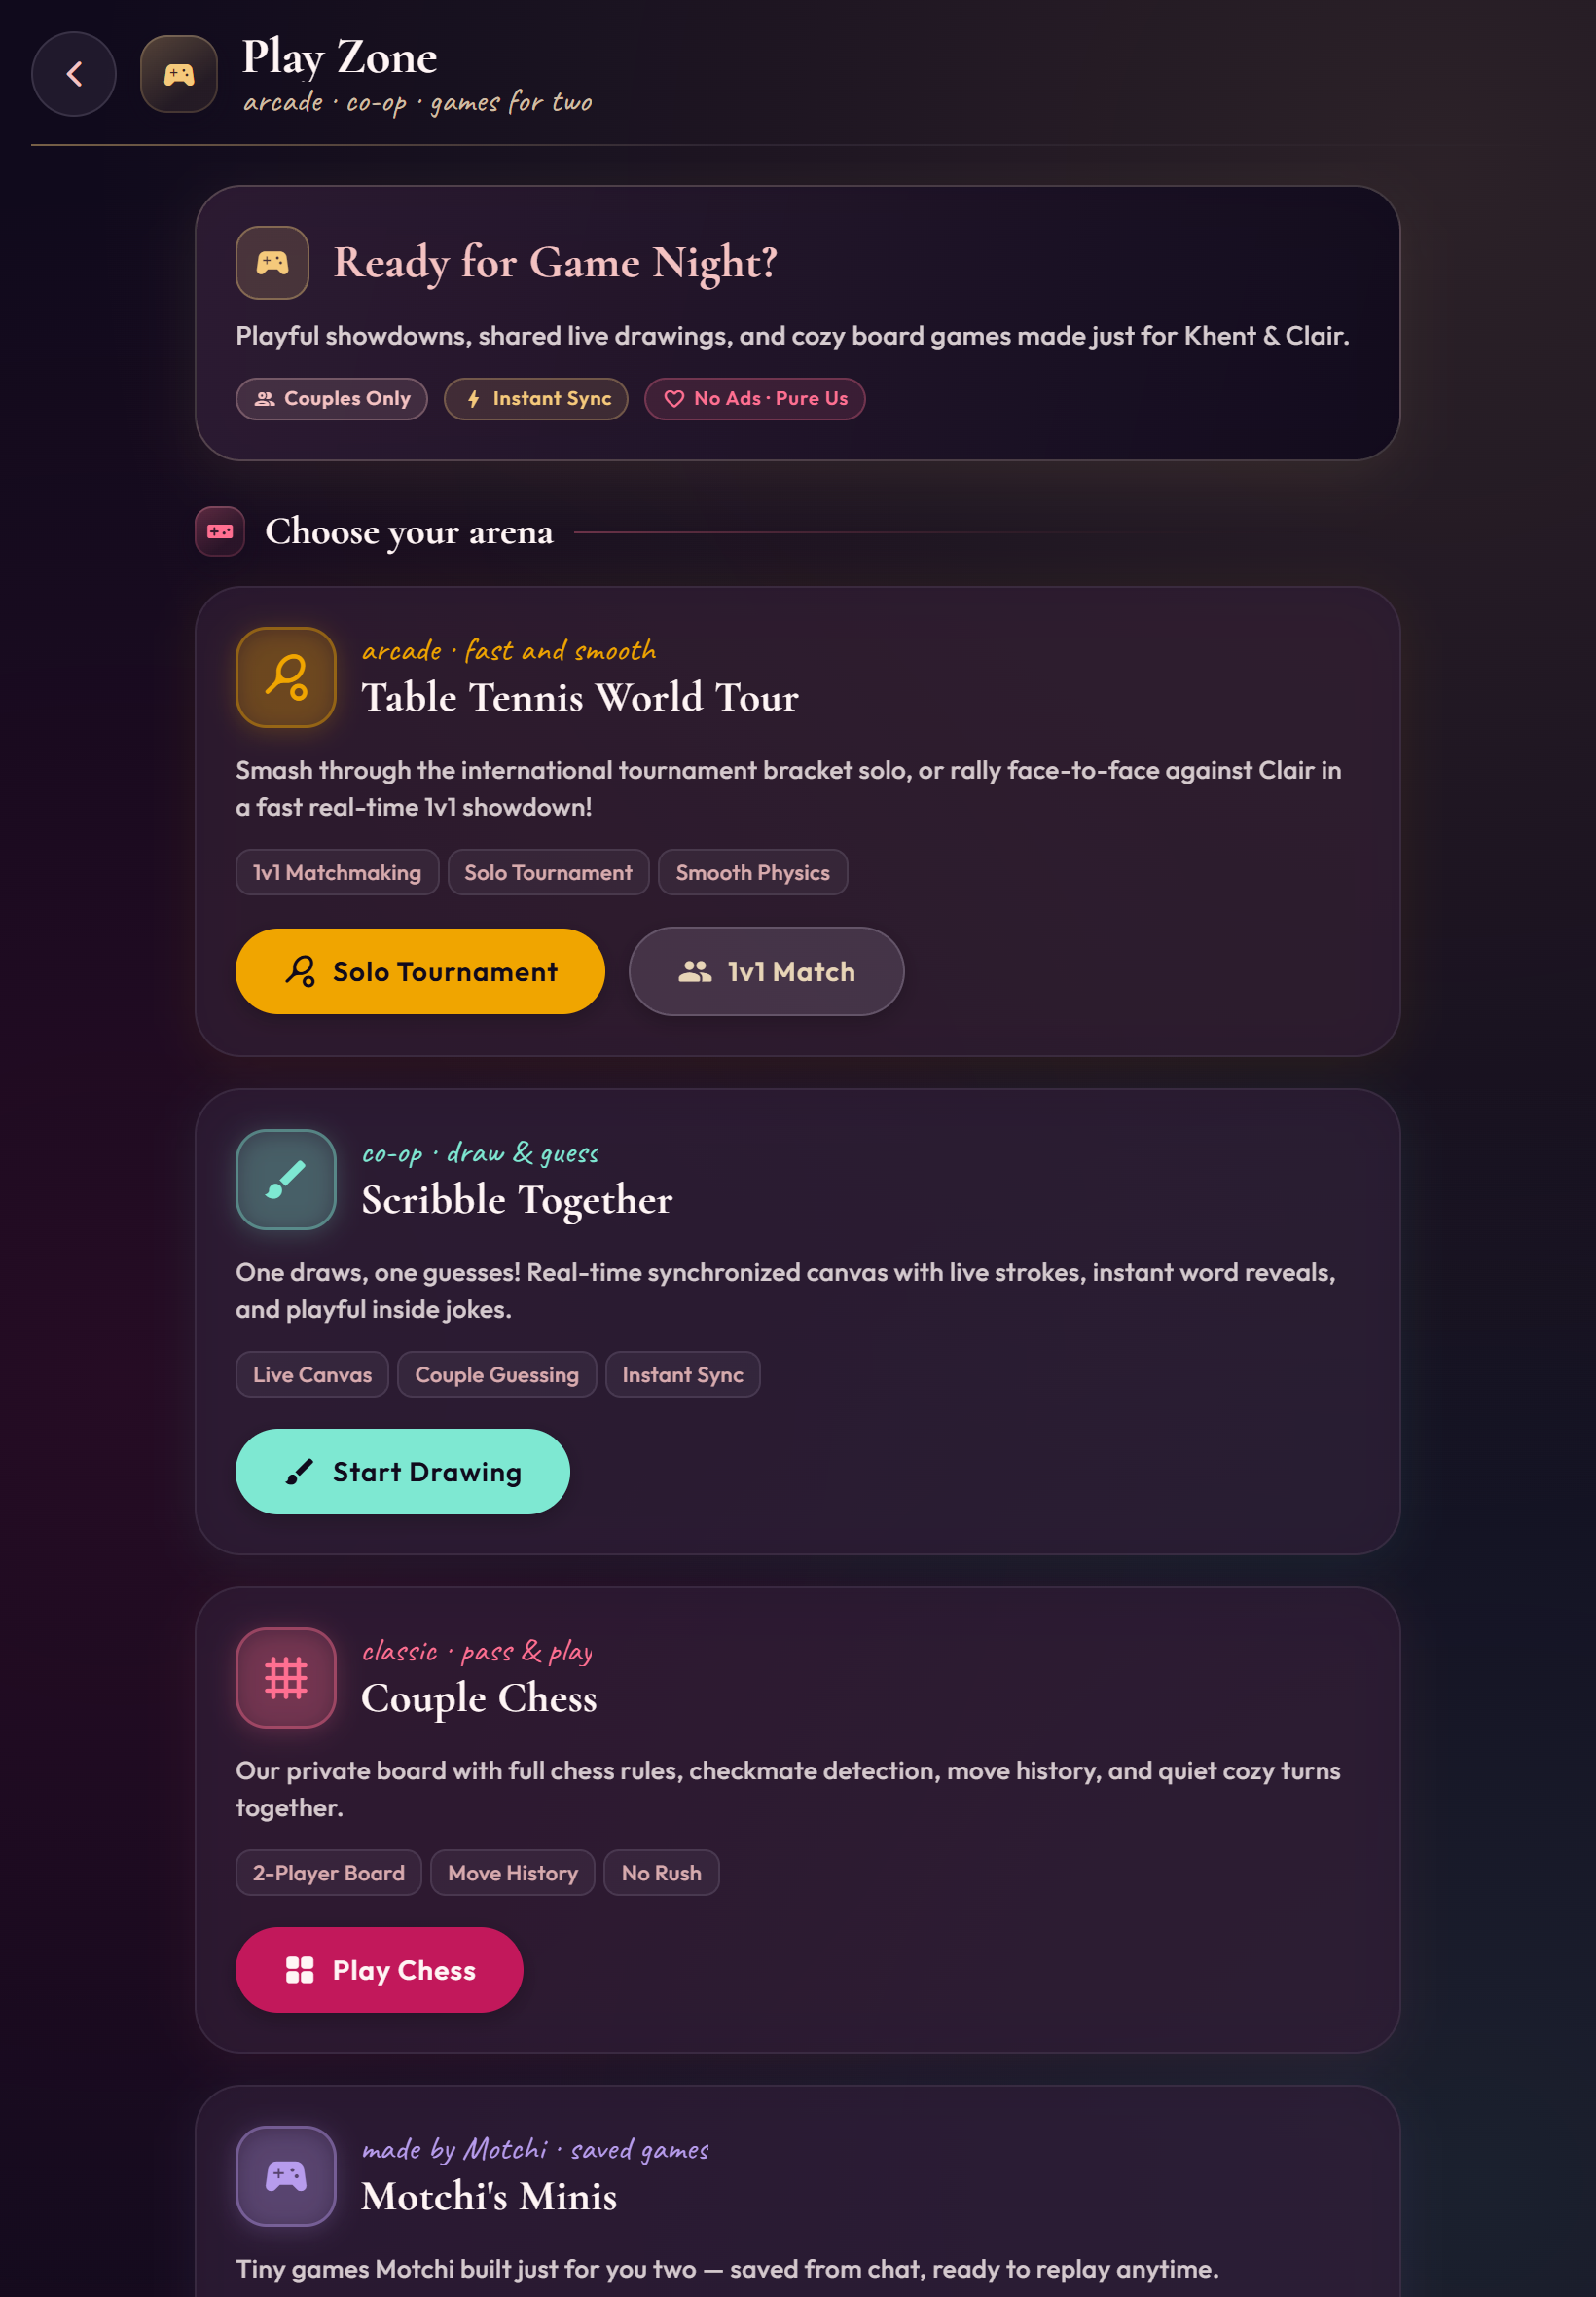 Play Zone
arcade · co-op · games for two
Ready for Game Night?
Playful showdowns, shared live drawings, and cozy board games made just for Khent & Clair.
Couples Only
Instant Sync
No Ads · Pure Us
Choose your arena
arcade · fast and smooth
Table Tennis World Tour
Smash through the international tournament bracket solo, or rally face-to-face against Clair in
a fast real-time 1v1 showdown!
1v1 Matchmaking
Solo Tournament
Smooth Physics
Solo Tournament
1v1 Match
co-op · draw & guess
Scribble Together
One draws, one guesses! Real-time synchronized canvas with live strokes, instant word reveals,
and playful inside jokes.
Live Canvas
Couple Guessing
Instant Sync
Start Drawing
classic · pass & play
Couple Chess
Our private board with full chess rules, checkmate detection, move history, and quiet cozy turns
together.
2-Player Board
Move History
No Rush
Play Chess
made by Motchi · saved games
Motchi's Minis
Tiny games Motchi built just for you two — saved from chat, ready to replay anytime.